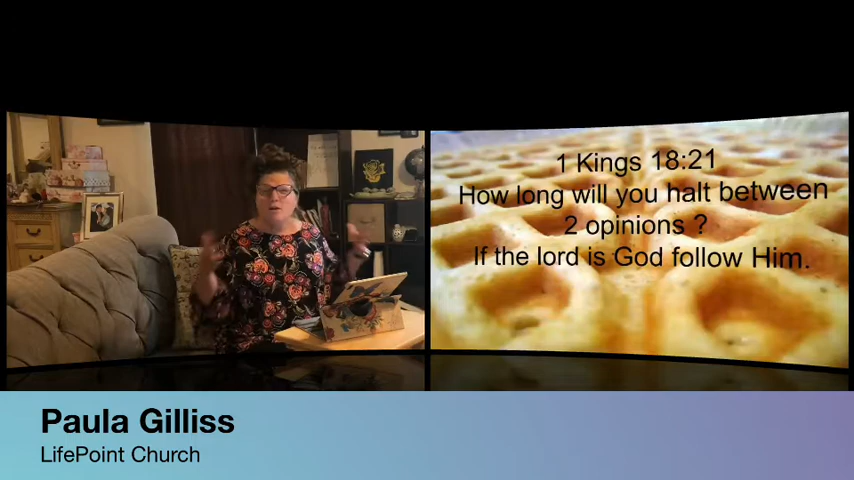 1 Kings 18:21
How long will you halt between
2 opinions ?
If the lord is God follow Him.
Paula Gilliss
LifePoint Church